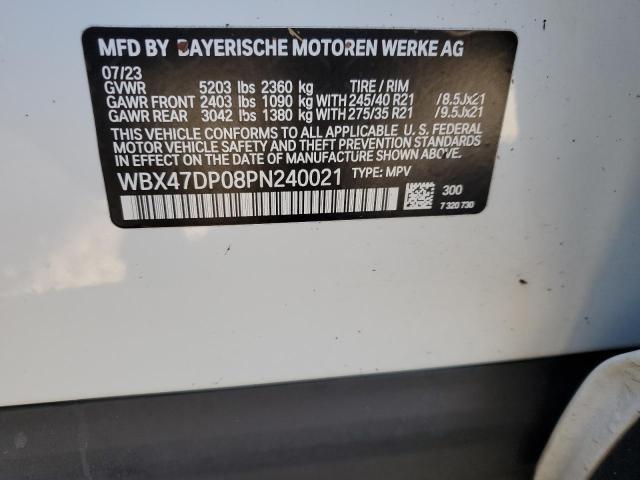 MFD BY BAYERISCHE MOTOREN WERKE AG
07/23
GVWR 5203 lbs 2360 kg TIRE / RIM
GAWR FRONT 2403 lbs 1090 kg WITH 245/40 R21 /8.5Jx21
GAWR REAR 3042 lbs 1380 kg WITH 275/35 R21 /9.5Jx21
THIS VEHICLE CONFORMS TO ALL APPLICABLE U. S. FEDERAL
MOTOR VEHICLE SAFETY AND THEFT PREVENTION STANDARDS
IN EFFECT ON THE DATE OF MANUFACTURE SHOWN ABOVE.
WBX47DP08PN240021 TYPE: MPV
300
7 320 730